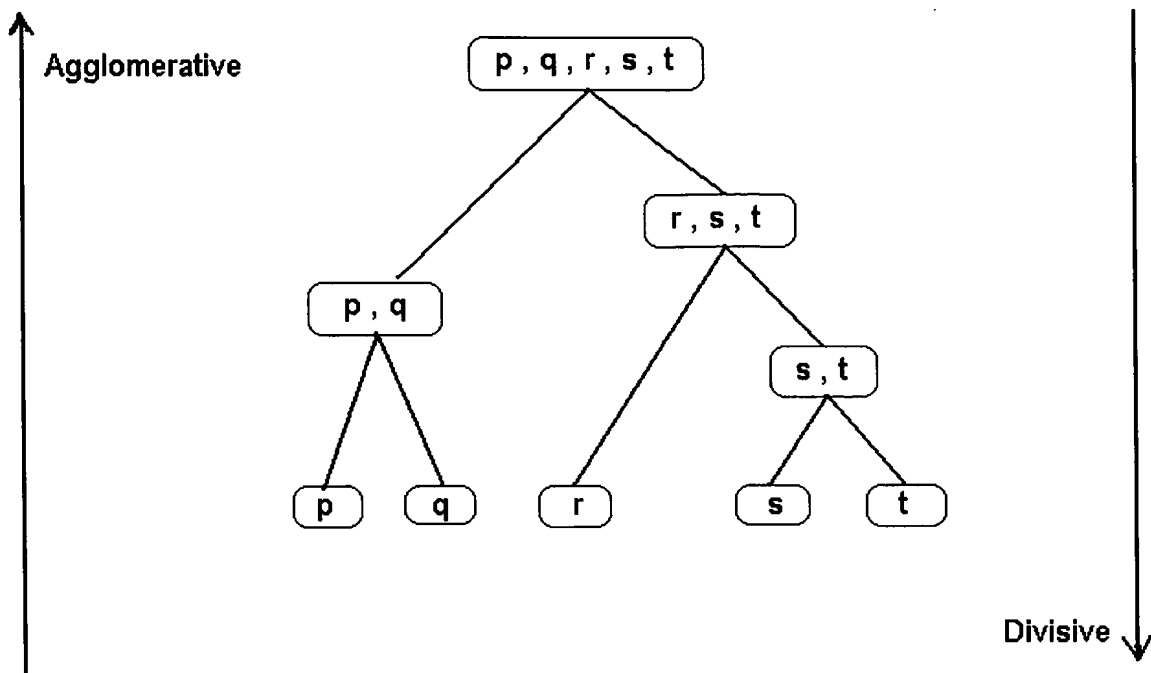 Agglomerative
p , q , r , s , t
r , s , t
p , q
s , t
p
q
r
s
t
Divisive